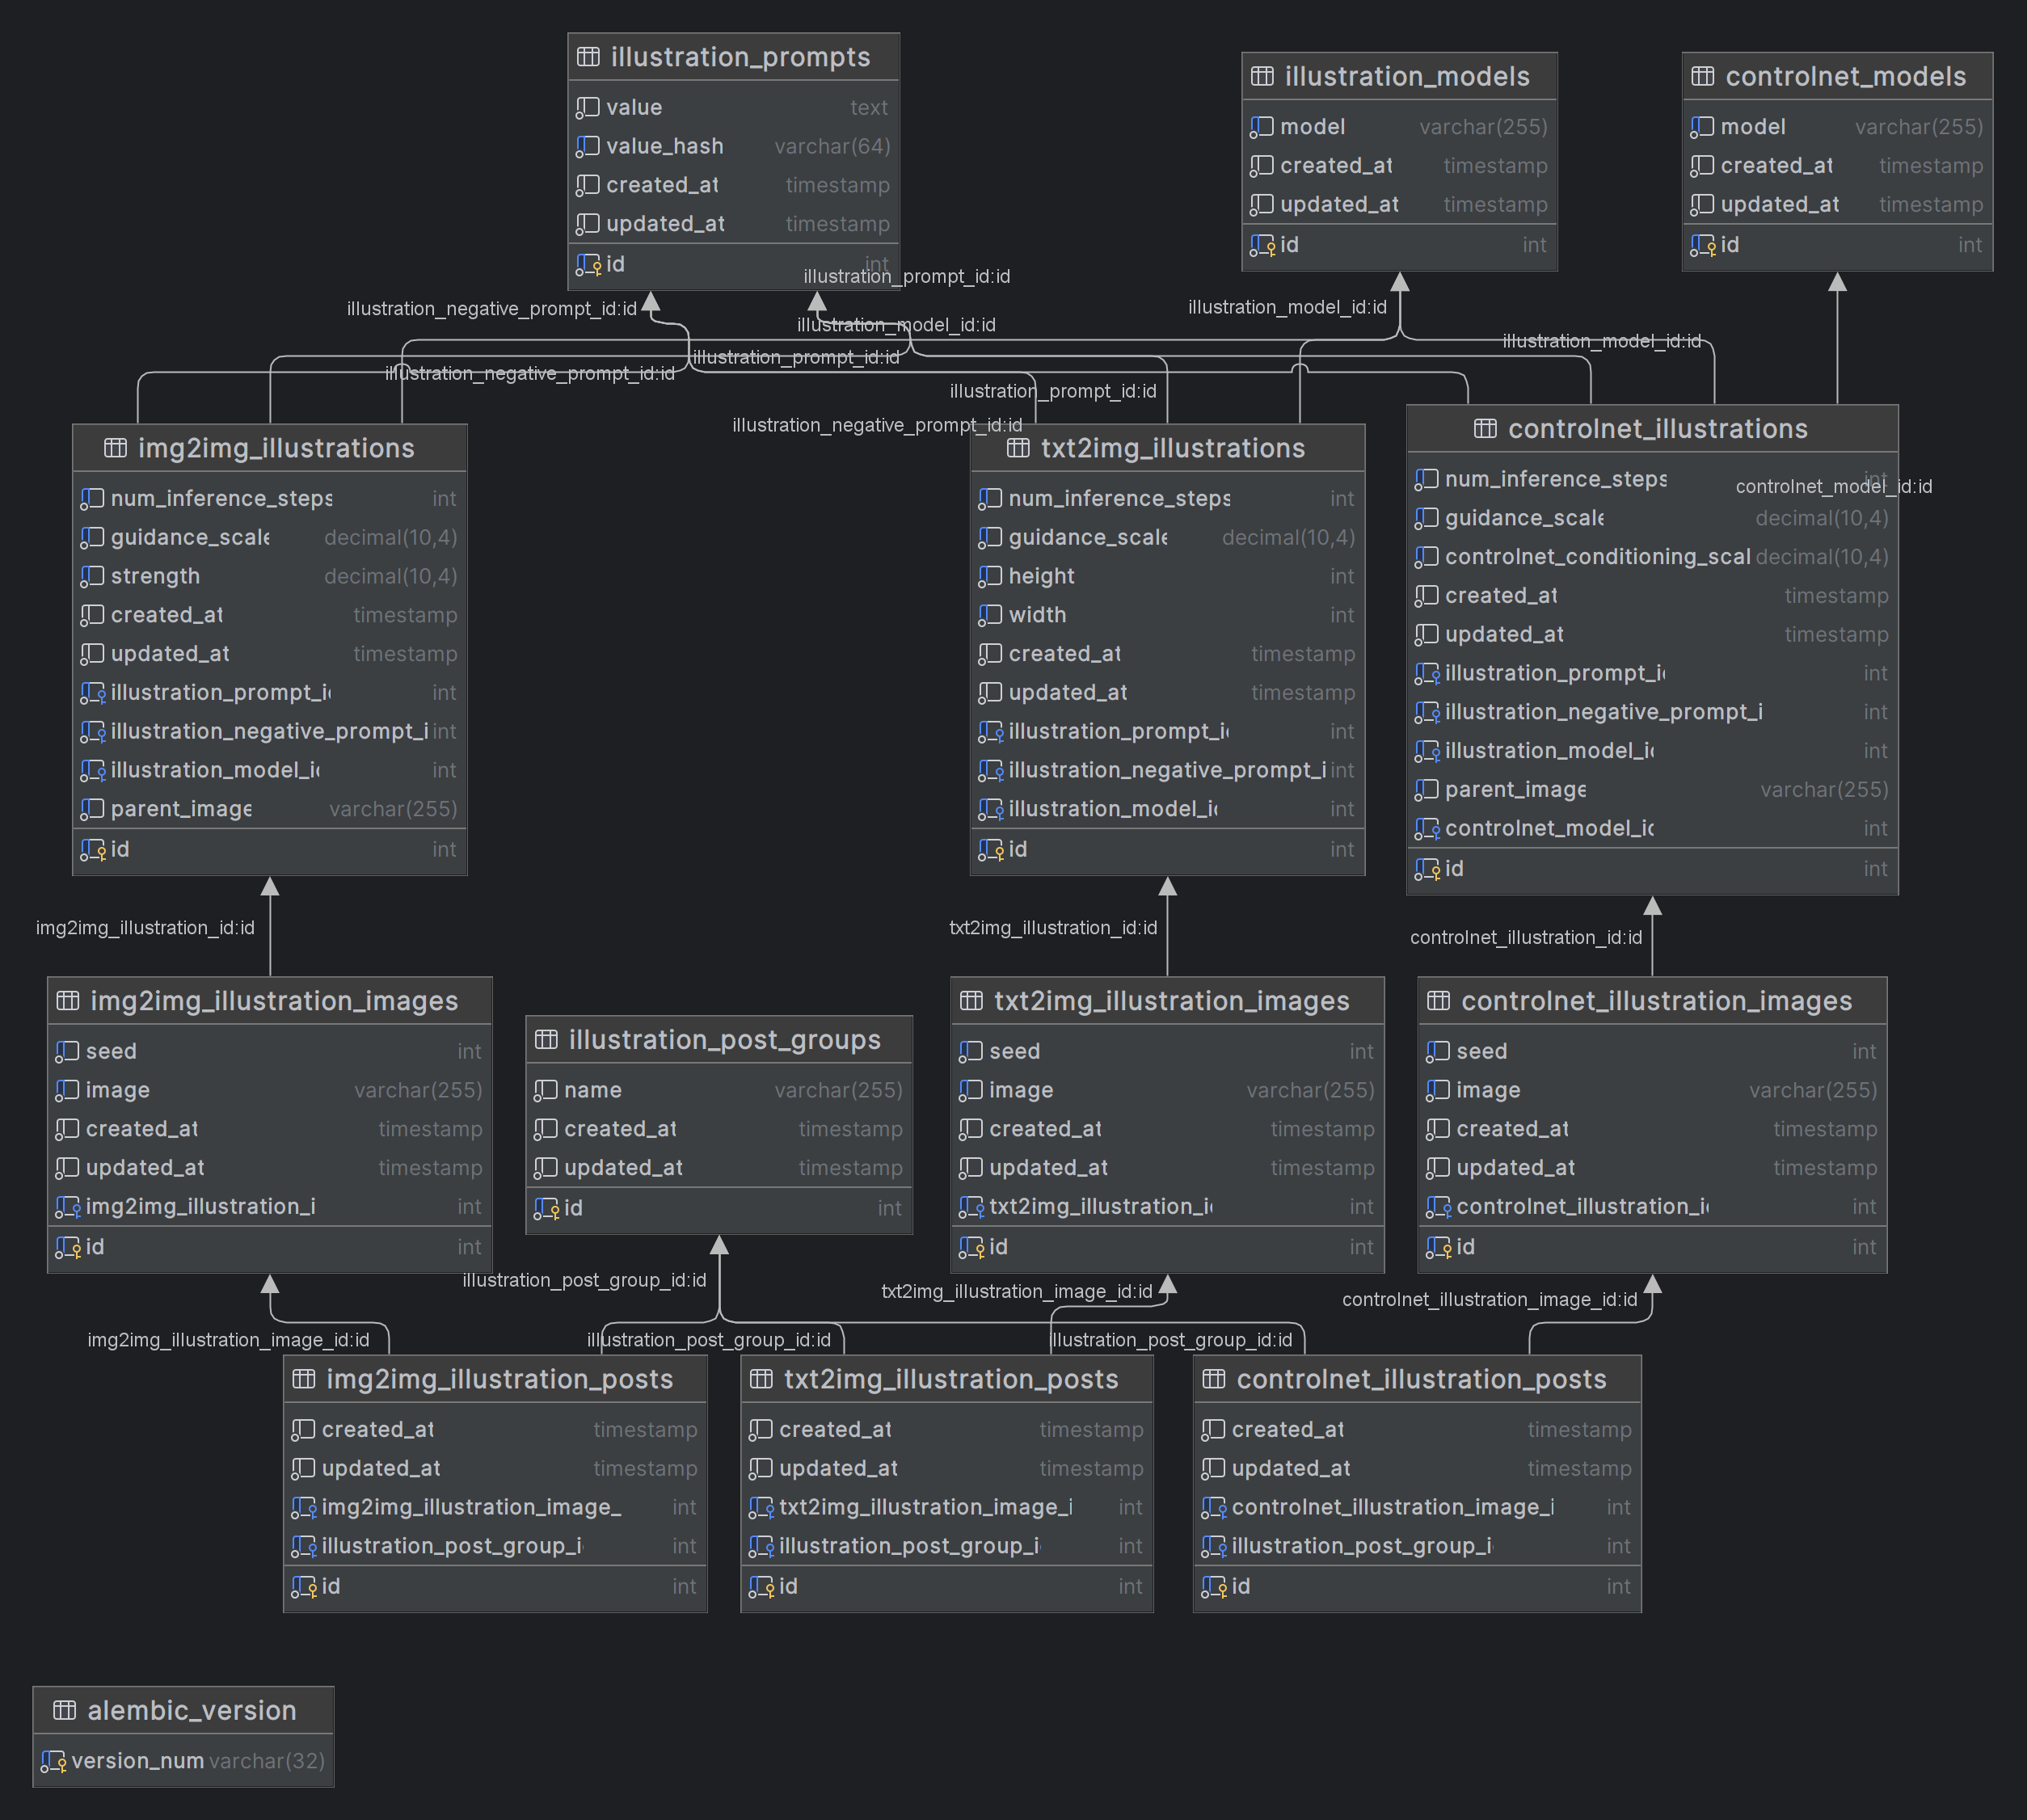 illustration_prompts
value text
value_hash varchar(64)
created_at timestamp
updated_at timestamp
id int
illustration_models
model varchar(255)
created_at timestamp
updated_at timestamp
id int
controlnet_models
model varchar(255)
created_at timestamp
updated_at timestamp
id int
illustration_prompt_id:id
illustration_negative_prompt_id:id
illustration_model_id:id
illustration_model_id:id
illustration_prompt_id:id
illustration_model_id:id
illustration_negative_prompt_id:id
illustration_prompt_id:id
illustration_negative_prompt_id:id
controlnet_model_id:id
img2img_illustrations
num_inference_steps int
guidance_scale decimal(10,4)
strength decimal(10,4)
created_at timestamp
updated_at timestamp
illustration_prompt_i int
illustration_negative_prompt_i int
illustration_model_i int
parent_image varchar(255)
id int
txt2img_illustrations
num_inference_steps int
guidance_scale decimal(10,4)
height int
width int
created_at timestamp
updated_at timestamp
illustration_prompt_i int
illustration_negative_prompt_i int
illustration_model_i int
id int
controlnet_illustrations
num_inference_steps int
guidance_scale decimal(10,4)
controlnet_conditioning_scal decimal(10,4)
created_at timestamp
updated_at timestamp
illustration_prompt_i int
illustration_negative_prompt_i int
illustration_model_i int
parent_image varchar(255)
controlnet_model_i int
id int
img2img_illustration_id:id
txt2img_illustration_id:id
controlnet_illustration_id:id
img2img_illustration_images
seed int
image varchar(255)
created_at timestamp
updated_at timestamp
img2img_illustration_i int
id int
illustration_post_groups
name varchar(255)
created_at timestamp
updated_at timestamp
id int
txt2img_illustration_images
seed int
image varchar(255)
created_at timestamp
updated_at timestamp
txt2img_illustration_i int
id int
controlnet_illustration_images
seed int
image varchar(255)
created_at timestamp
updated_at timestamp
controlnet_illustration_i int
id int
illustration_post_group_id:id
txt2img_illustration_image_id:id
controlnet_illustration_image_id:id
img2img_illustration_image_id:id
illustration_post_group_id:id
illustration_post_group_id:id
img2img_illustration_posts
created_at timestamp
updated_at timestamp
img2img_illustration_image_ int
illustration_post_group_i int
id int
txt2img_illustration_posts
created_at timestamp
updated_at timestamp
txt2img_illustration_image_i int
illustration_post_group_i int
id int
controlnet_illustration_posts
created_at timestamp
updated_at timestamp
controlnet_illustration_image_i int
illustration_post_group_i int
id int
alembic_version
version_num varchar(32)